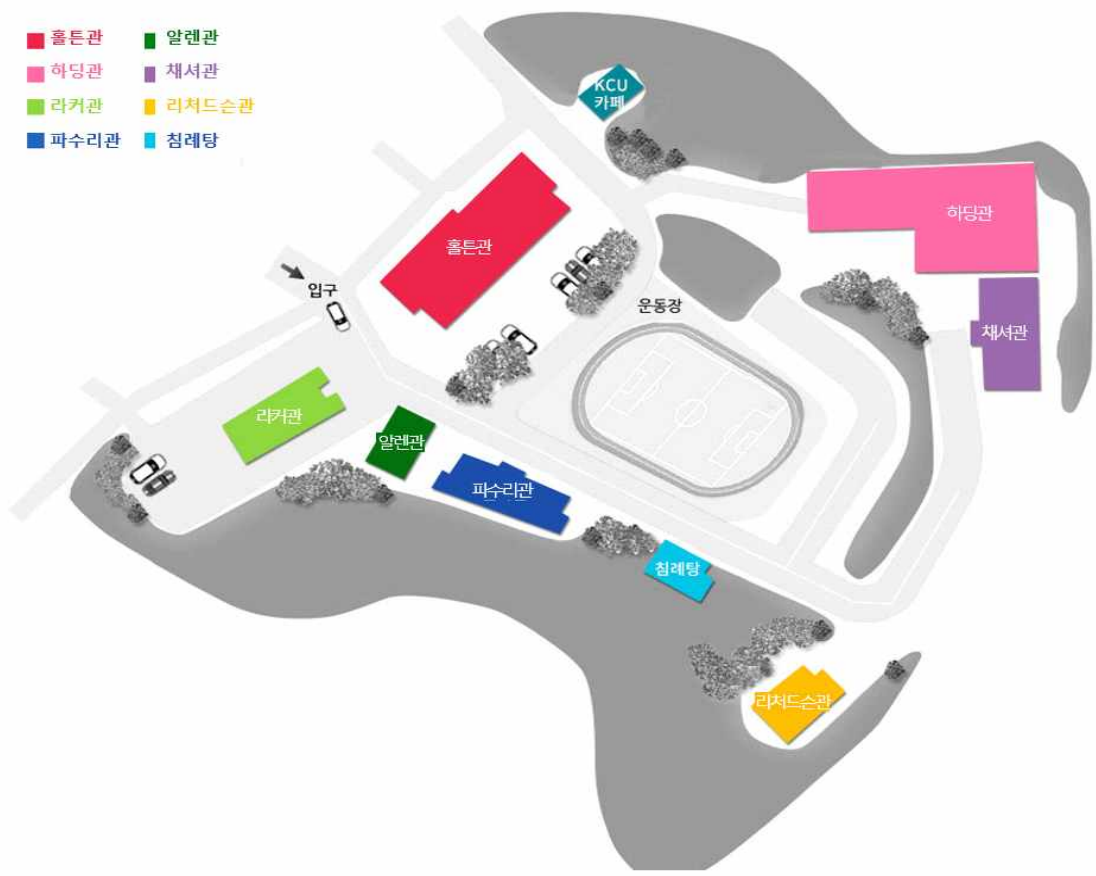 홀튼관 알렌관
하딩관 채셔관
라커관 리처드슨관
파수리관 침례탕
KCU
카페
하딩관
홀튼관
입구
운동장
채셔관
라커관
알렌관
파수리관
침례탕
리처드슨관